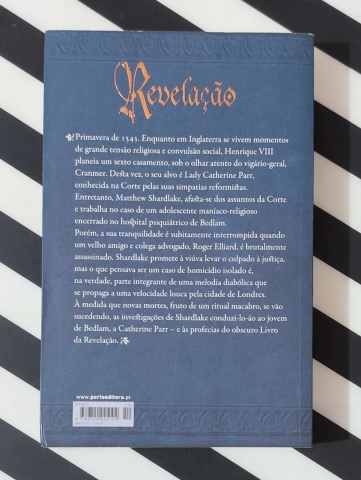 Revelação
Primavera de 1543. Enquanto em Inglaterra se vivem momentos
de grande tensão religiosa e convulsão social, Henrique VIII
planeia um sexto casamento, sob o olhar atento do vigário-geral,
Cranmer. Desta vez, o seu alvo é Lady Catherine Parr,
conhecida na Corte pelas suas simpatias reformistas.
Entretanto, Matthew Shardlake, afasta-se dos assuntos da Corte
e trabalha no caso de um adolescente maníaco-religioso
encerrado no hospital psiquiátrico de Bedlam.
Porém, a sua tranquilidade é subitamente interrompida quando
um velho amigo e colega advogado, Roger Elliard, é brutalmente
assassinado. Shardlake promete à viúva levar o culpado à justiça,
mas o que pensava ser um caso de homicídio isolado é,
na verdade, parte integrante de uma melodia diabólica que
se propaga a uma velocidade louca pela cidade de Londres.
À medida que novas mortes, fruto de um ritual macabro, se vão
sucedendo, as investigações de Shardlake conduzi-lo-ão ao jovem
de Bedlam, a Catherine Parr – e às profecias do obscuro Livro
da Revelação.
www.portoeditora.pt